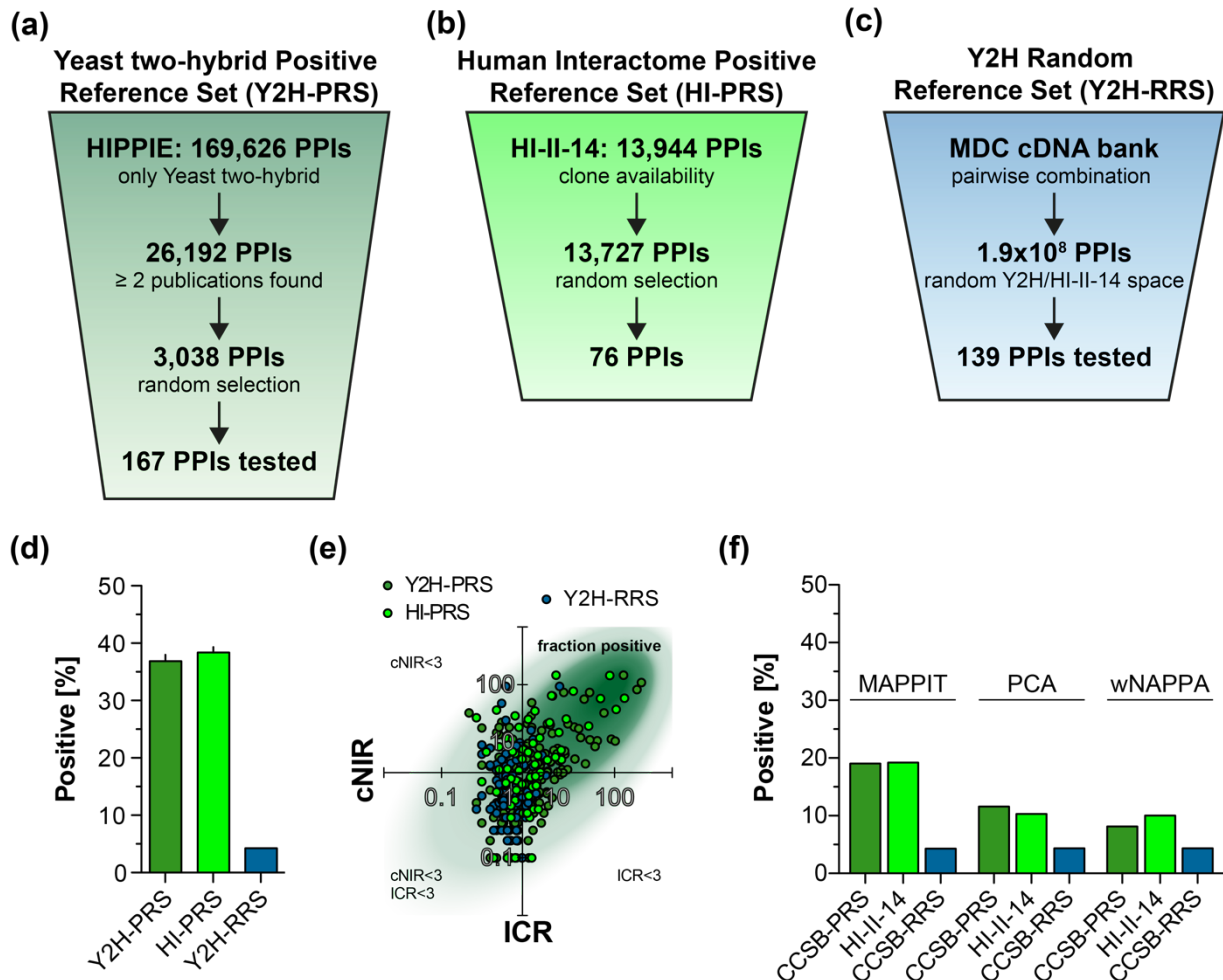 (a)
Yeast two-hybrid Positive
Reference Set (Y2H-PRS)
HIPPIE: 169,626 PPIs
only Yeast two-hybrid
26,192 PPIs
≥ 2 publications found
3,038 PPIs
random selection
167 PPIs tested
(b)
Human Interactome Positive
Reference Set (HI-PRS)
HI-II-14: 13,944 PPIs
clone availability
13,727 PPIs
random selection
76 PPIs
(c)
Y2H Random
Reference Set (Y2H-RRS)
MDC cDNA bank
pairwise combination
1.9x10⁸ PPIs
random Y2H/HI-II-14 space
139 PPIs tested
(d)
Positive [%]
50
40
30
20
10
0
Y2H-PRS
HI-PRS
Y2H-RRS
(e)
Y2H-PRS
HI-PRS
Y2H-RRS
fraction positive
cNIR<3
100
10
cNIR
0.1
1
10
100
0.1
cNIR<3
ICR<3
ICR<3
ICR
(f)
Positive [%]
50
40
30
20
10
0
MAPPIT
PCA
wNAPPA
CCSB-PRS
HI-II-14
CCSB-RRS
CCSB-PRS
HI-II-14
CCSB-RRS
CCSB-PRS
HI-II-14
CCSB-RRS